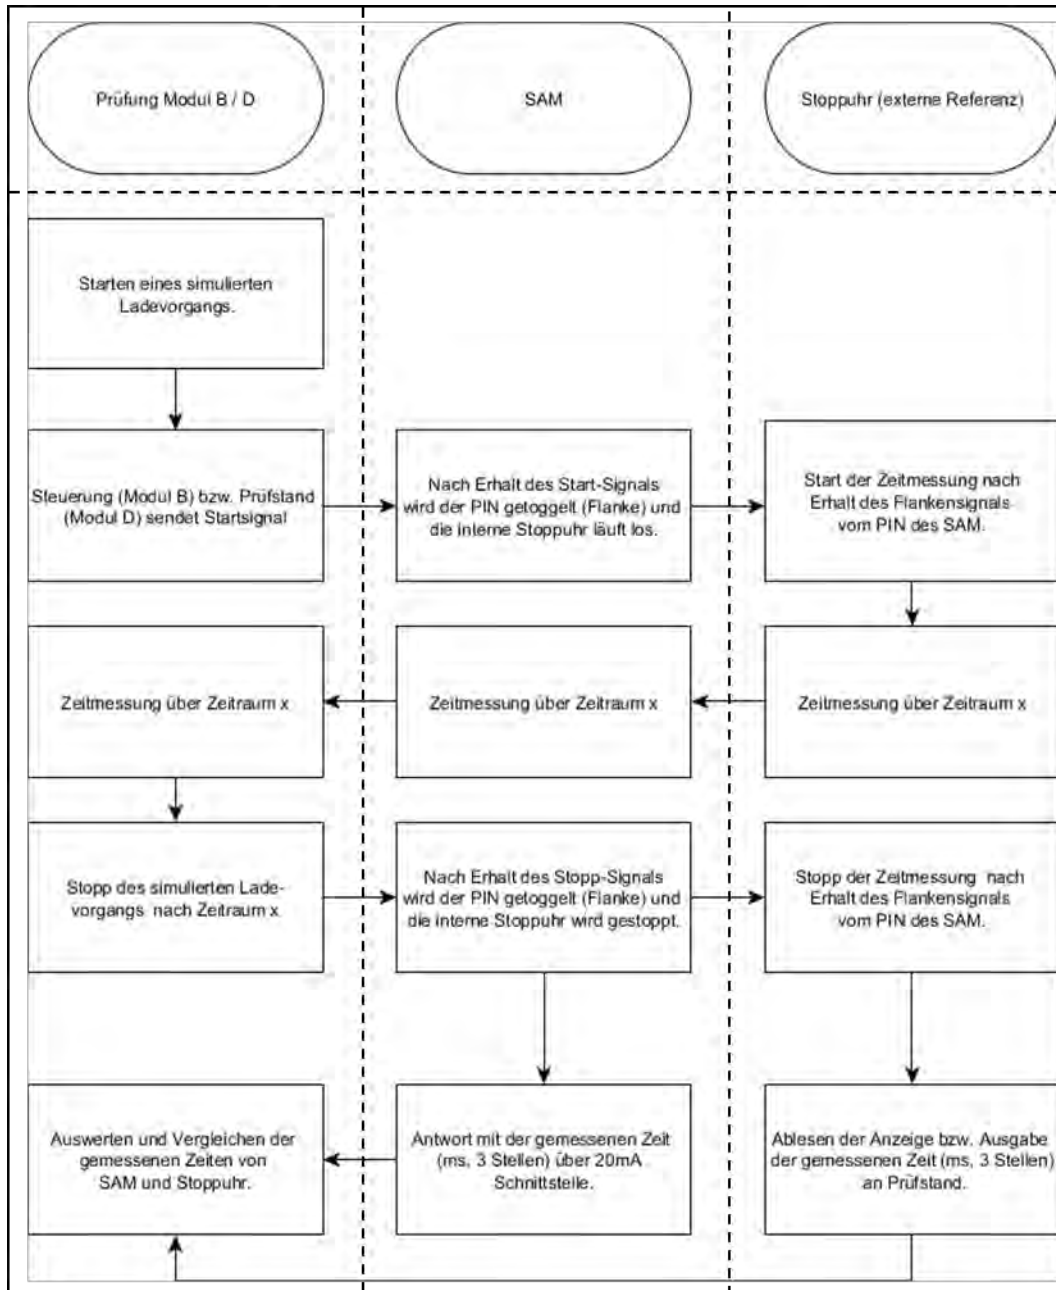 Prüfung Modul B / D
SAM
Stoppuhr (externe Referenz)
Starten eines simulierten
Ladevorgangs.
Steuerung (Modul B) bzw. Prüfstand
(Modul D) sendet Startsignal
Nach Erhalt des Start-Signals
wird der PIN getoggelt (Flanke) und
die interne Stoppuhr läuft los.
Start der Zeitmessung nach
Erhalt des Flankensignals
vom PIN des SAM.
Zeitmessung über Zeitraum x
Zeitmessung über Zeitraum x
Zeitmessung über Zeitraum x
Stopp des simulierten Lade-
vorgangs nach Zeitraum x
Nach Erhalt des Stopp-Signals
wird der PIN getoggelt (Flanke) und
die interne Stoppuhr wird gestoppt.
Stopp der Zeitmessung nach
Erhalt des Flankensignals
vom PIN des SAM.
Auswerten und Vergleichen der
gemessenen Zeiten von
SAM und Stoppuhr.
Antwort mit der gemessenen Zeit
(ms, 3 Stellen) über 20mA
Schnittstelle.
Ablesen der Anzeige bzw. Ausgabe
der gemessenen Zeit (ms, 3 Stellen)
an Prüfstand.